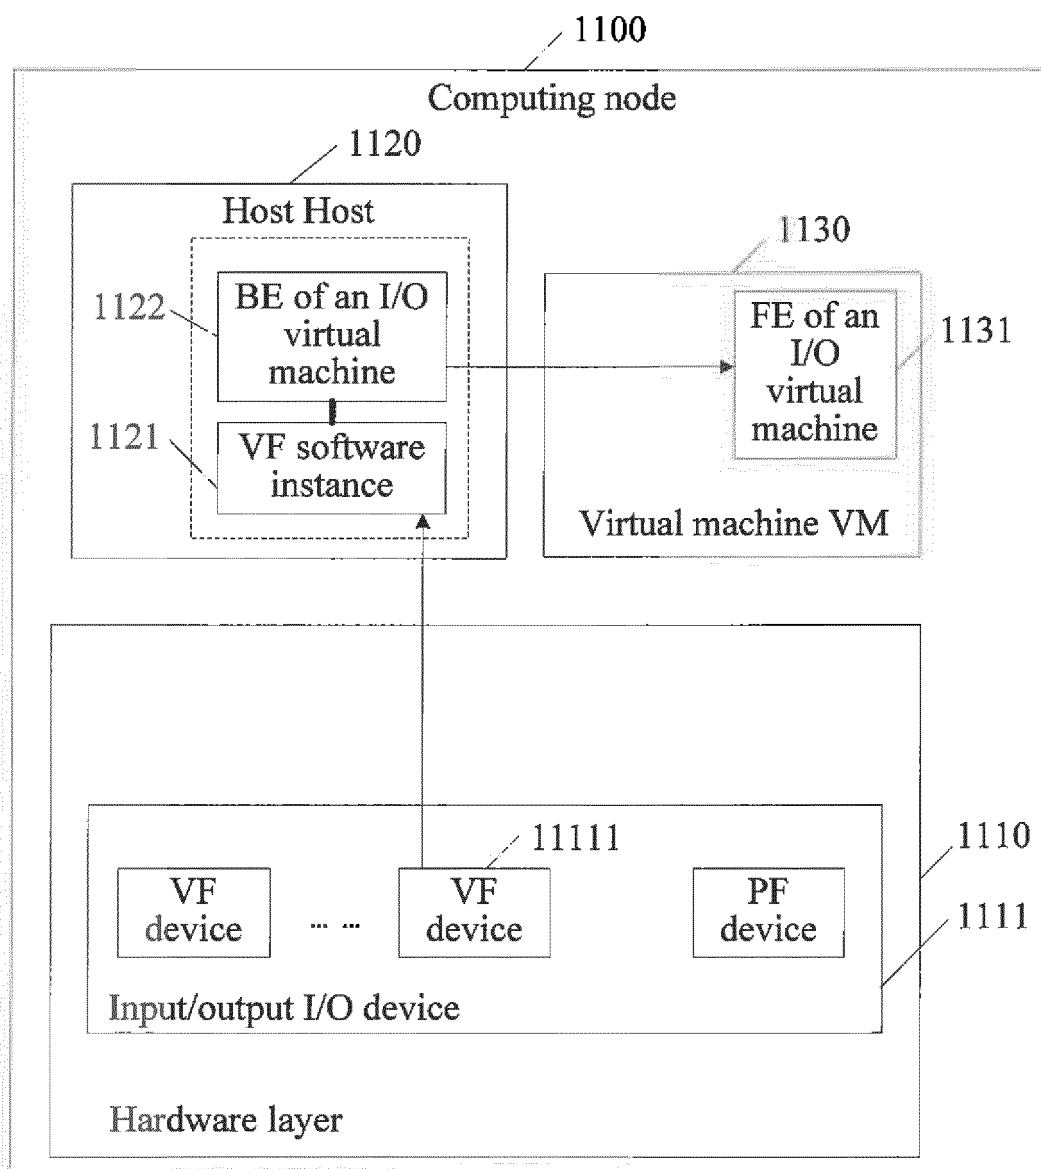 1100
Computing node
1120
Host Host
1130
1122
BE of an I/O
virtual
machine
FE of an
I/O
virtual
machine
1131
1121
VF software
instance
Virtual machine VM
11111
1110
VF
device
... ...
VF
device
PF
device
1111
Input/output I/O device
Hardware layer